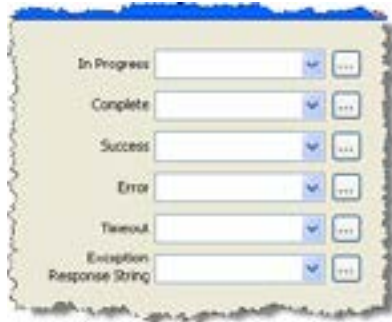 In Progress
Complete
Success
Error
Timeout
Exception
Response String